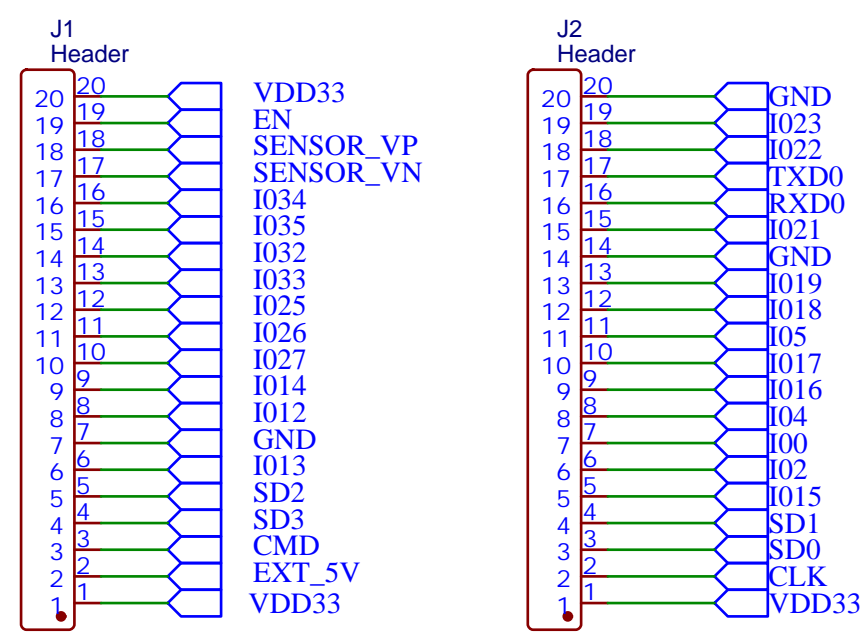 J1
Header
20 20 VDD33
19 19 EN
18 18 SENSOR_VP
17 17 SENSOR_VN
16 16 I034
15 15 I035
14 14 I032
13 13 I033
12 12 I025
11 11 I026
10 10 I027
9 9 I014
8 8 I012
7 7 GND
6 6 I013
5 5 SD2
4 4 SD3
3 3 CMD
2 2 EXT_5V
1 1 VDD33
J2
Header
20 20 GND
19 19 I023
18 18 I022
17 17 TXD0
16 16 RXD0
15 15 I021
14 14 GND
13 13 I019
12 12 I018
11 11 I05
10 10 I017
9 9 I016
8 8 I04
7 7 I00
6 6 I02
5 5 I015
4 4 SD1
3 3 SD0
2 2 CLK
1 1 VDD33